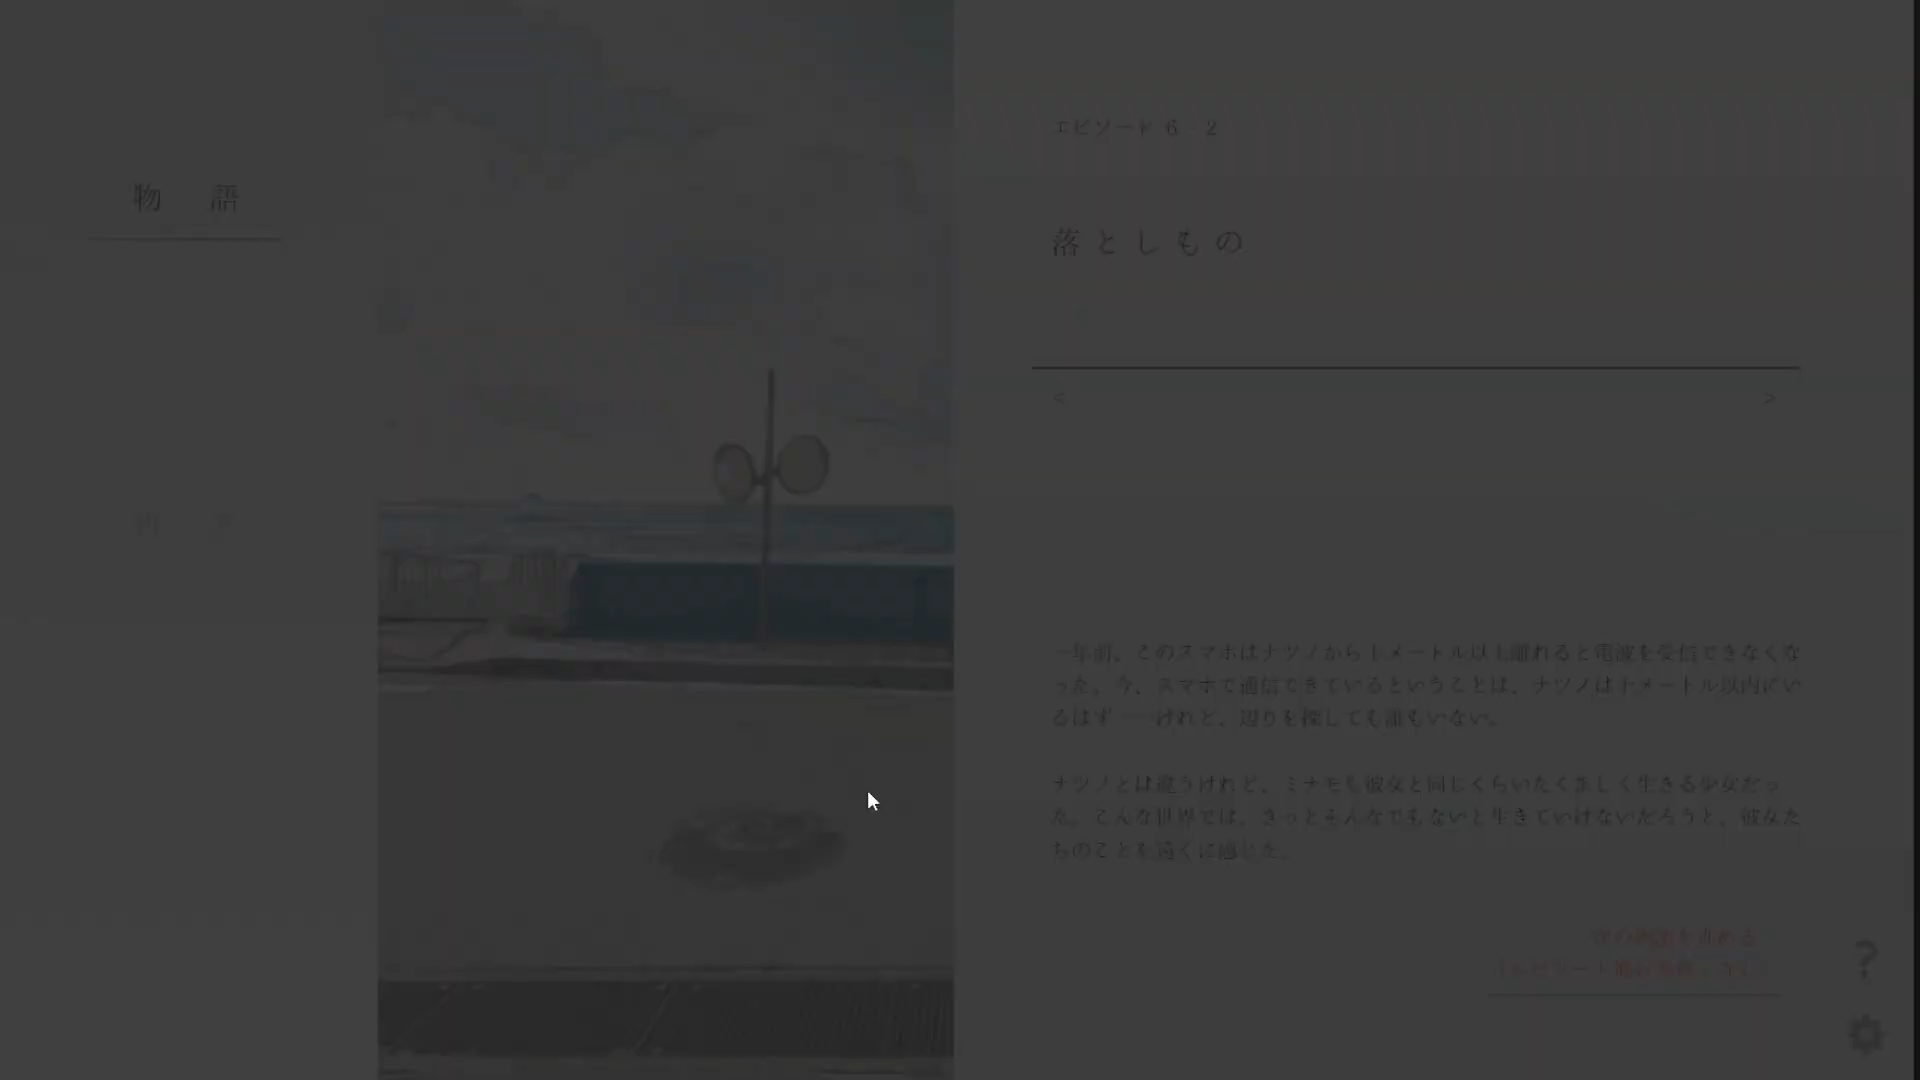 物語
エピソード 6 - 2
落としもの
<
>
一年前。このスマホはナツノから十メートル以上離れると電波を受信できなくな
った。今、スマホで通信できているということは、ナツノは十メートル以内にい
るはず――けれど、辺りを探しても誰もいない。
ナツノとは違うけれど、ミナモも彼女と同じくらいたくましく生きる少女だっ
た。こんな世界では、きっとそんなでもないと生きていけないだろうと、彼女た
ちのことを遠くに感じた。
次の物語を進める
?